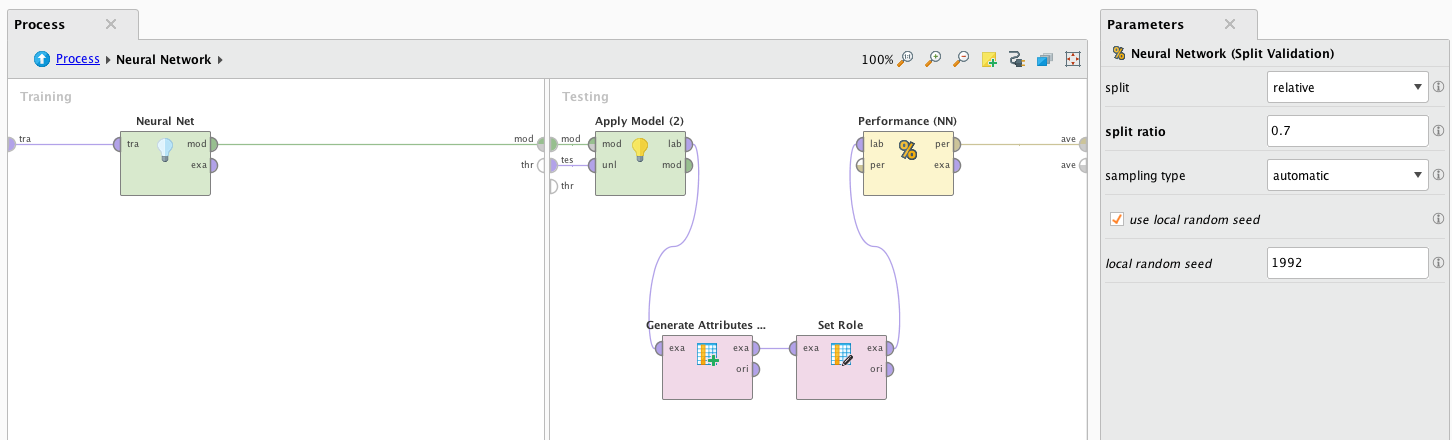 Process
Process Neural Network
100%
Training
Neural Net
tra
tra
mod
exa
mod
thr
Testing
mod
tes
thr
Apply Model (2)
mod
unl
lab
mod
Performance (NN)
lab
per
per
exa
ave
ave
Generate Attributes ...
exa
exa
ori
Set Role
exa
exa
ori
Parameters
Neural Network (Split Validation)
split
relative
split ratio
0.7
sampling type
automatic
use local random seed
local random seed
1992